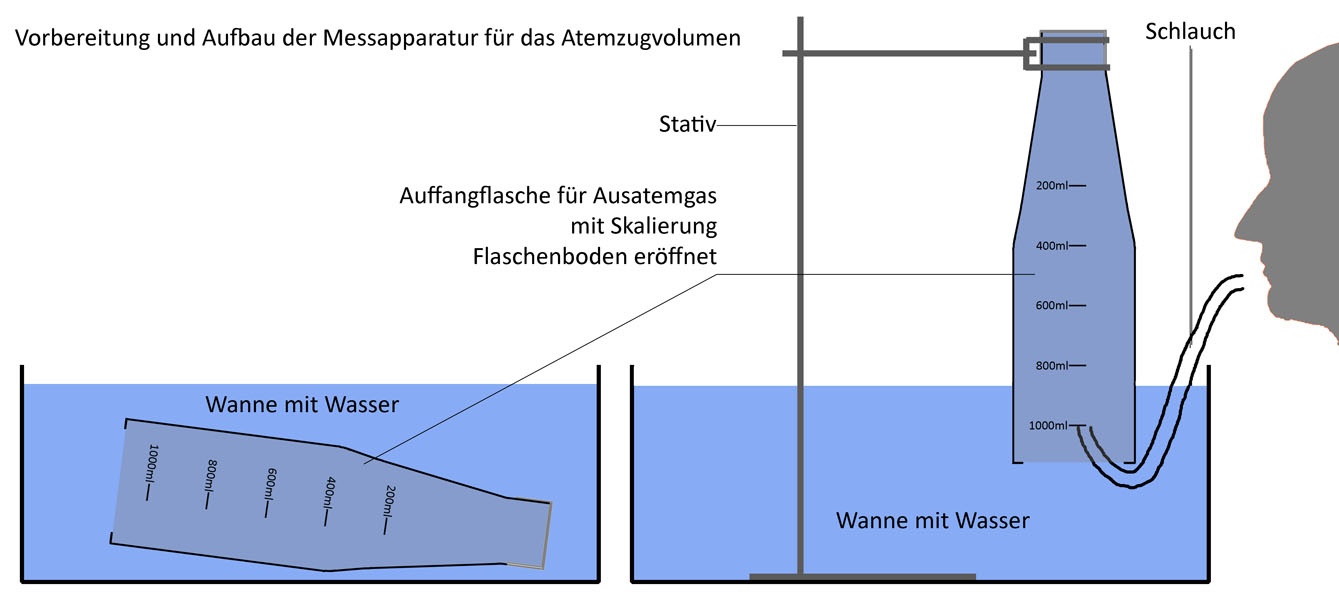 Vorbereitung und Aufbau der Messapparatur für das Atemzugvolumen
Schlauch
Stativ
Auffangflasche für Ausatemgas
mit Skalierung
Flaschenboden eröffnet
200ml
400ml
600ml
800ml
1000ml
Wanne mit Wasser
1000ml
800ml
600ml
400ml
200ml
Wanne mit Wasser